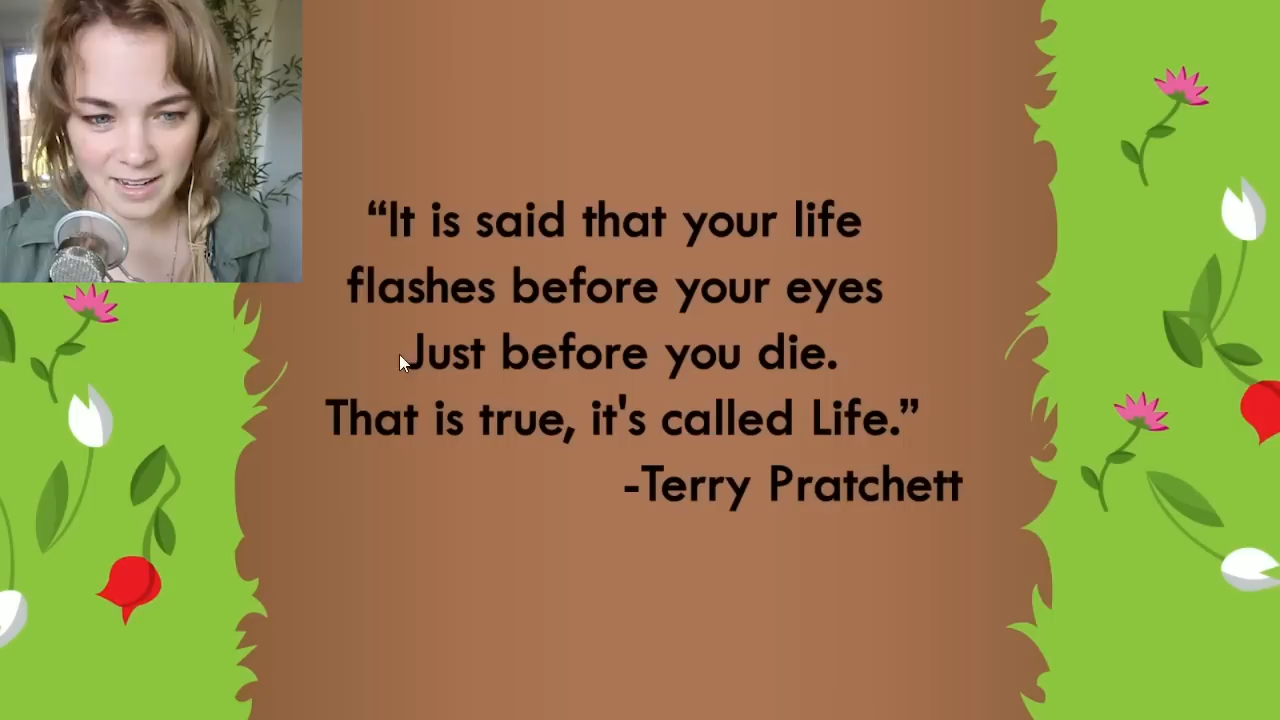 “It is said that your life
flashes before your eyes
Just before you die.
That is true, it's called Life.”
-Terry Pratchett